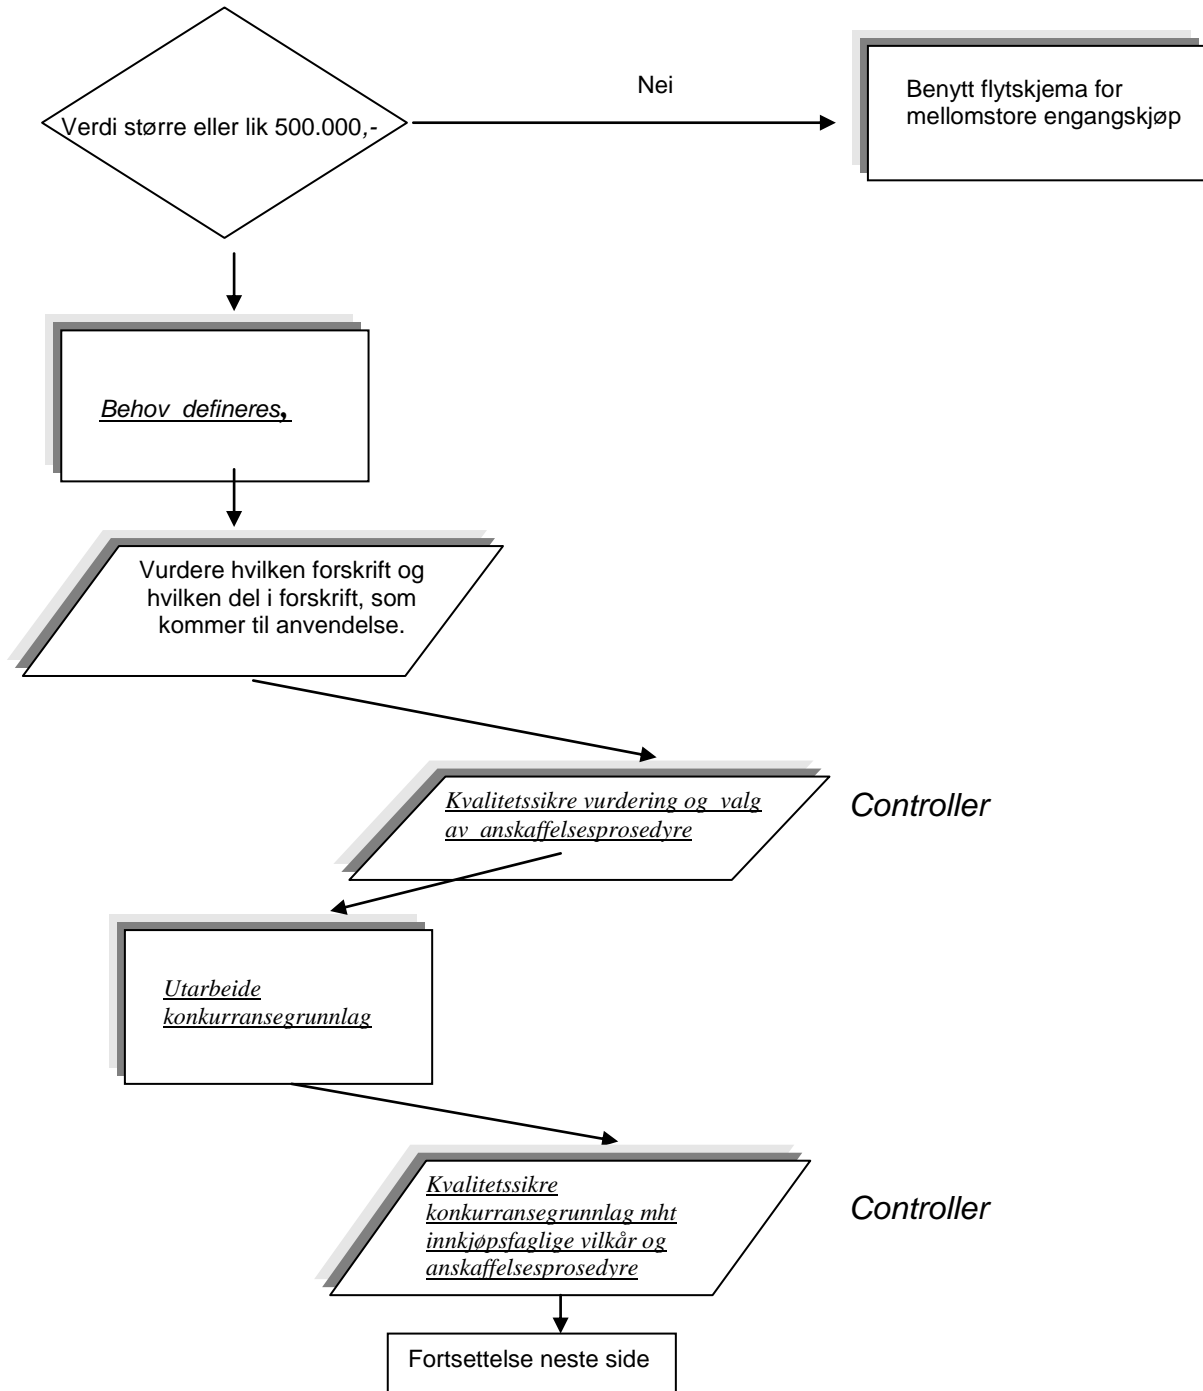 Nei
Benytt flytskjema for
mellomstore engangskjøp
Verdi større eller lik 500.000,-
Behov defineres,
Vurdere hvilken forskrift og
hvilken del i forskrift, som
kommer til anvendelse.
Kvalitetssikre vurdering og valg
av anskaffelsesprosedyre
Controller
Utarbeide
konkurransegrunnlag
Kvalitetssikre
konkurransegrunnlag mht
innkjøpsfaglige vilkår og
anskaffelsesprosedyre
Controller
Fortsettelse neste side